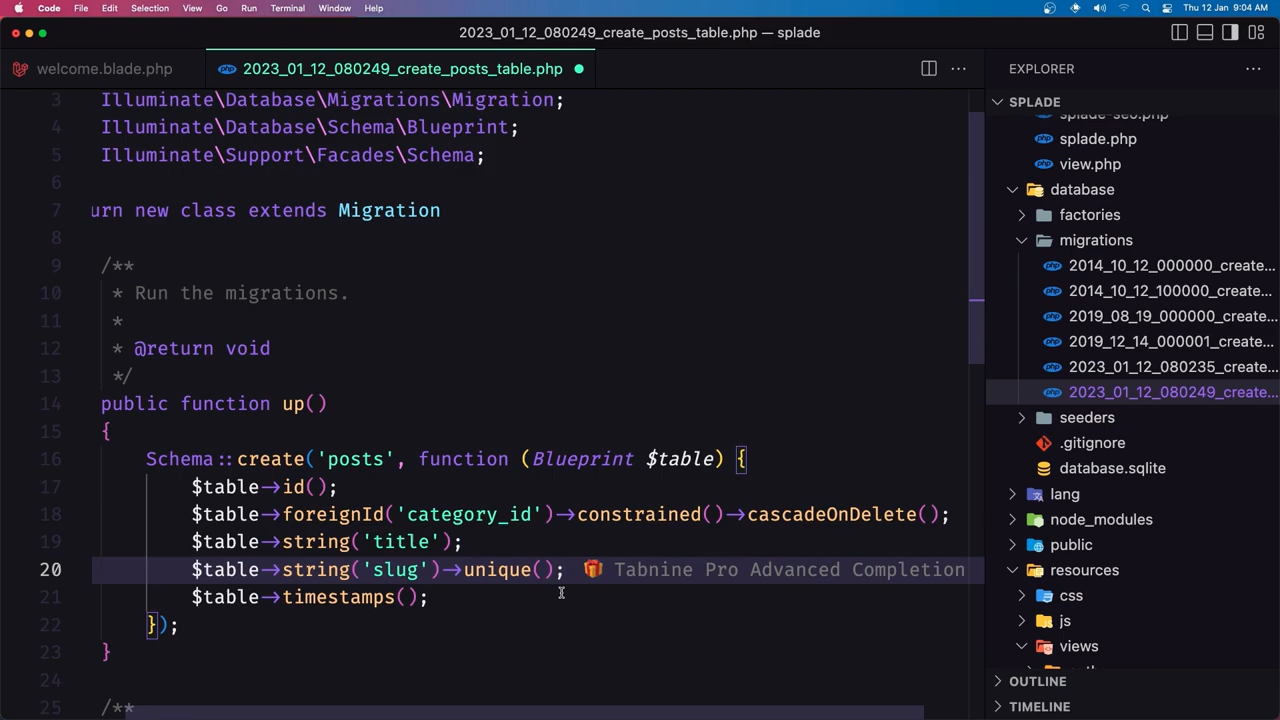 Code File Edit Selection View Go Run Terminal Window Help Thu 12 Jan 9:04 AM
2023_01_12_080249_create_posts_table.php — splade
welcome.blade.php 2023_01_12_080249_create_posts_table.php
3 Illuminate\Database\Migrations\Migration;
4 Illuminate\Database\Schema\Blueprint;
5 Illuminate\Support\Facades\Schema;
6
7 urn new class extends Migration
8
9 /**
10 * Run the migrations.
11 *
12 * @return void
13 */
14 public function up()
15 {
16 Schema::create('posts', function (Blueprint $table) {
17 $table->id();
18 $table->foreignId('category_id')->constrained()->cascadeOnDelete();
19 $table->string('title');
20 $table->string('slug')->unique(); Tabnine Pro Advanced Completion
21 $table->timestamps();
22 });
23 }
24
25 /**
EXPLORER
SPLADE
splade-seo.php
splade.php
view.php
database
factories
migrations
2014_10_12_000000_create...
2014_10_12_100000_create...
2019_08_19_000000_create...
2019_12_14_000001_create...
2023_01_12_080235_create...
2023_01_12_080249_create...
seeders
.gitignore
database.sqlite
lang
node_modules
public
resources
css
js
views
OUTLINE
TIMELINE